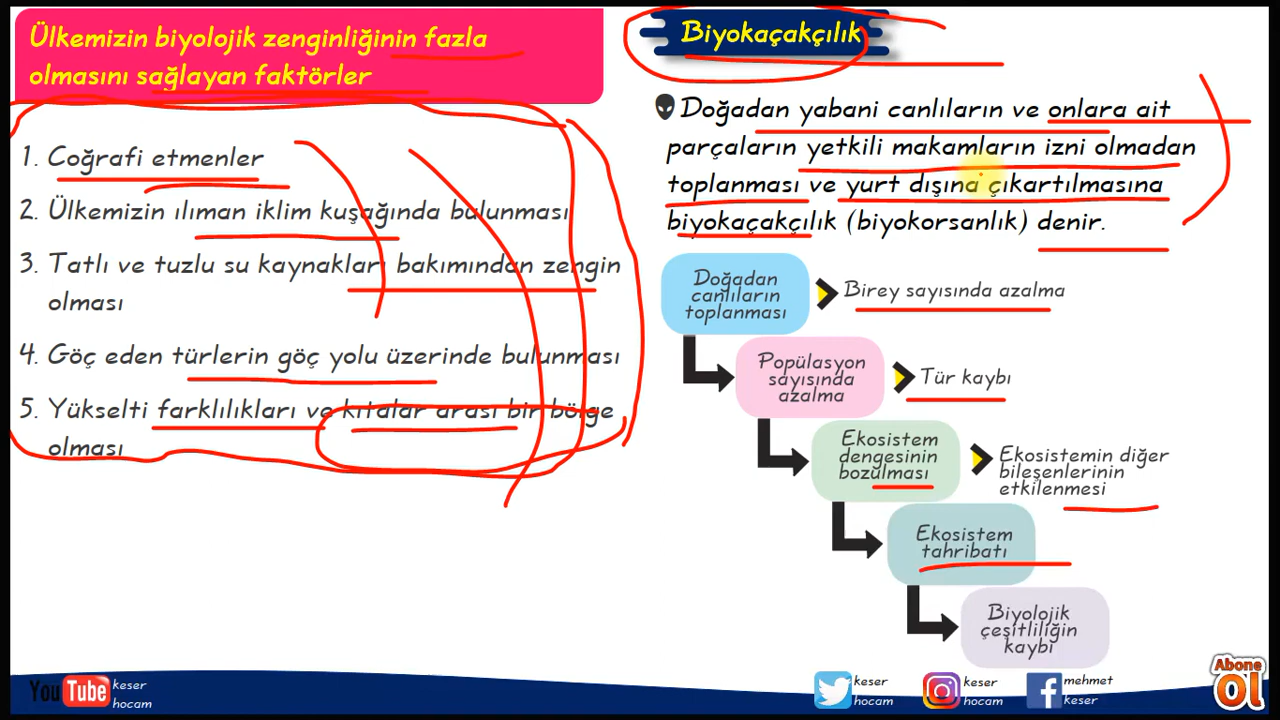 Ülkemizin biyolojik zenginliğinin fazla
olmasını sağlayan faktörler
1. Coğrafi etmenler
2. Ülkemizin ılıman iklim kuşağında bulunması
3. Tatlı ve tuzlu su kaynakları bakımından zengin
olması
4. Göç eden türlerin göç yolu üzerinde bulunması
5. Yükselti farklılıkları ve kıtalar arası bir bölge
olması
Biyokaçakçılık
Doğadan yabani canlıların ve onlara ait
parçaların yetkili makamların izni olmadan
toplanması ve yurt dışına çıkartılmasına
biyokaçakçılık (biyokorsanlık) denir.
Doğadan
canlıların
toplanması
Birey sayısında azalma
Popülasyon
sayısında
azalma
Tür kaybı
Ekosistem
dengesinin
bozulması
Ekosistemin diğer
bileşenlerinin
etkilenmesi
Ekosistem
tahribatı
Biyolojik
çeşitliliğin
kaybı
YouTube
keser
hocam
keser
hocam
keser
hocam
mehmet
keser
Abone
Ol